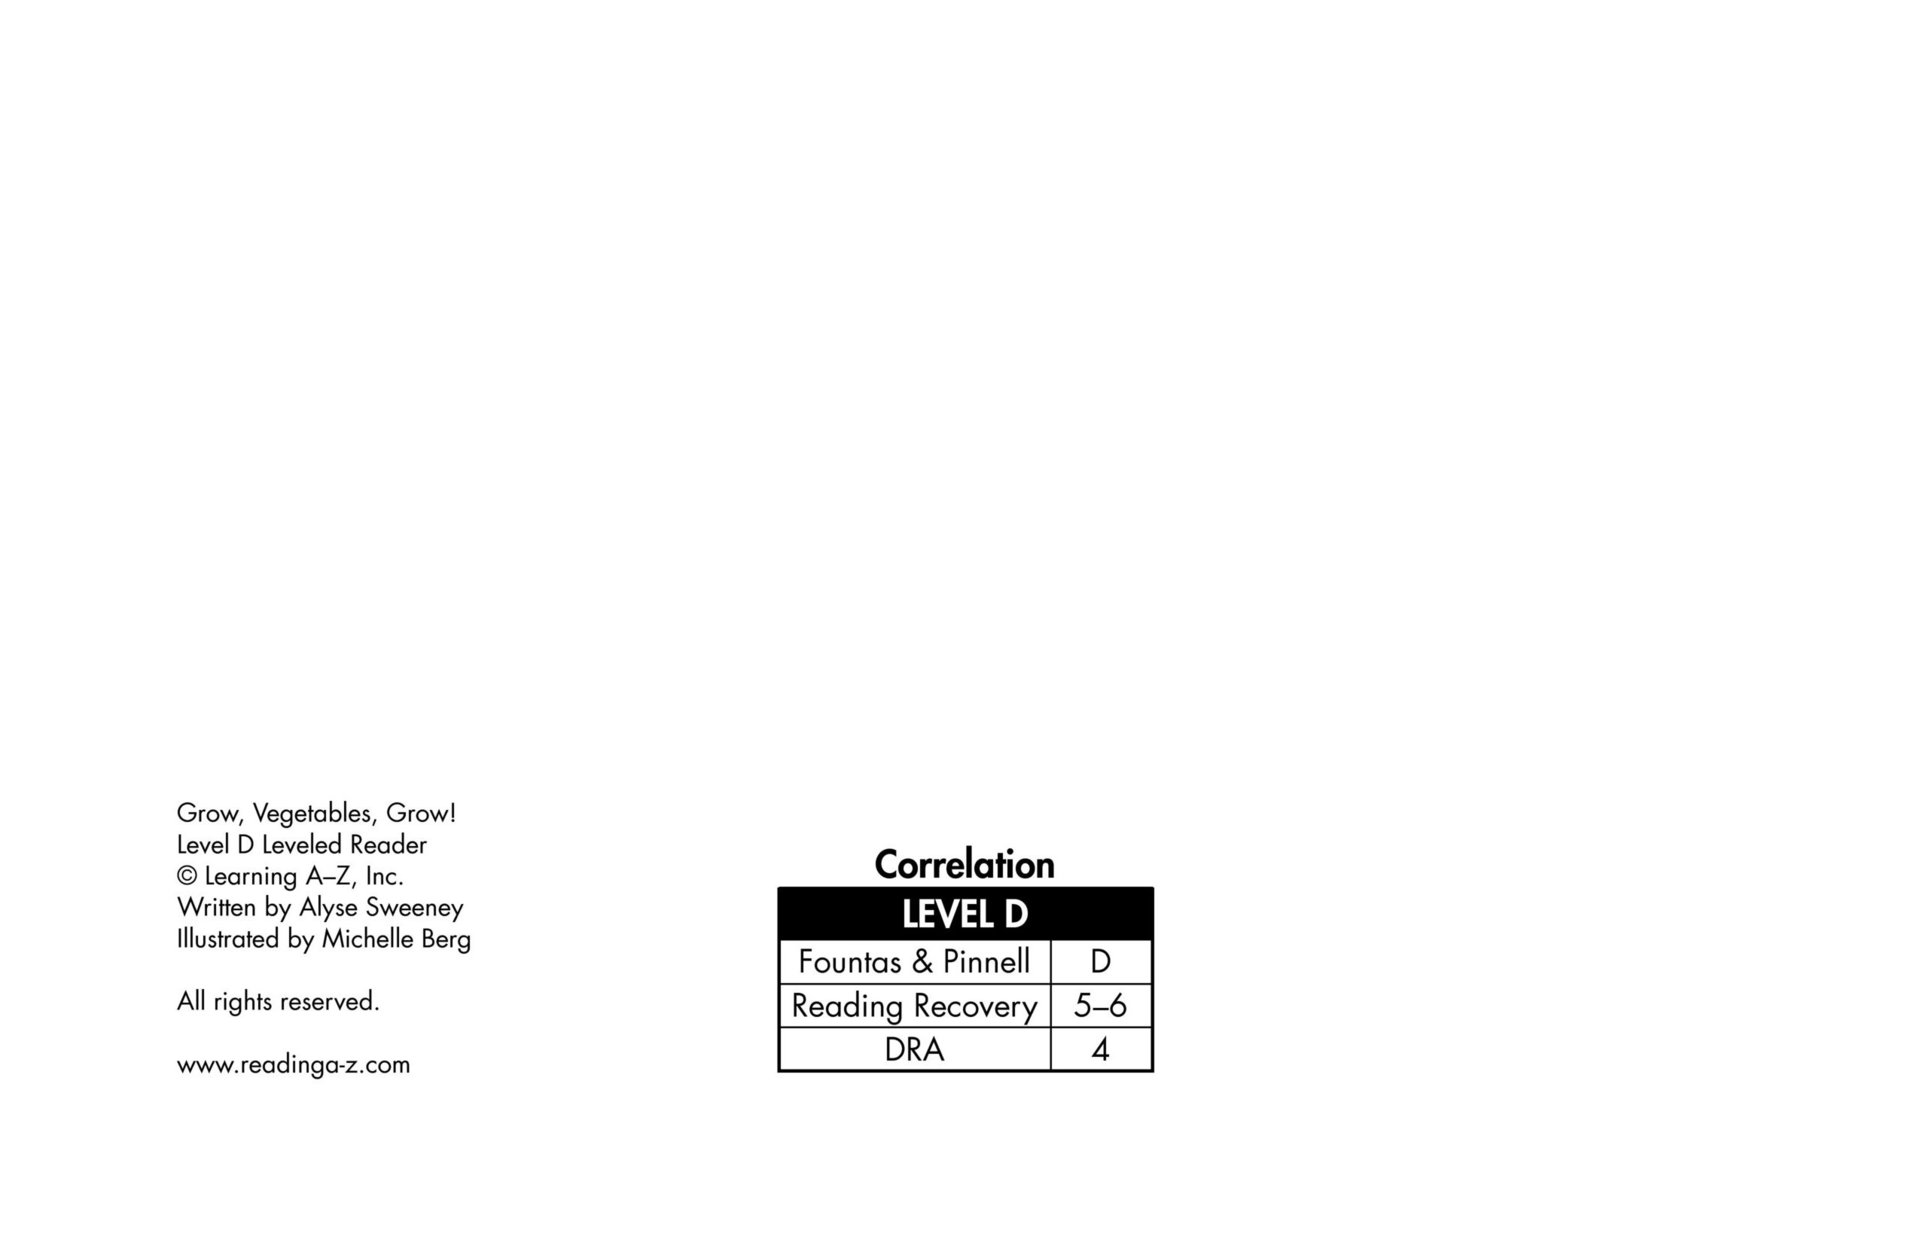 Grow, Vegetables, Grow!
Level D Leveled Reader
© Learning A–Z, Inc.
Written by Alyse Sweeney
Illustrated by Michelle Berg
All rights reserved.
www.readinga-z.com
Correlation
LEVEL D
Fountas & Pinnell D
Reading Recovery 5–6
DRA 4